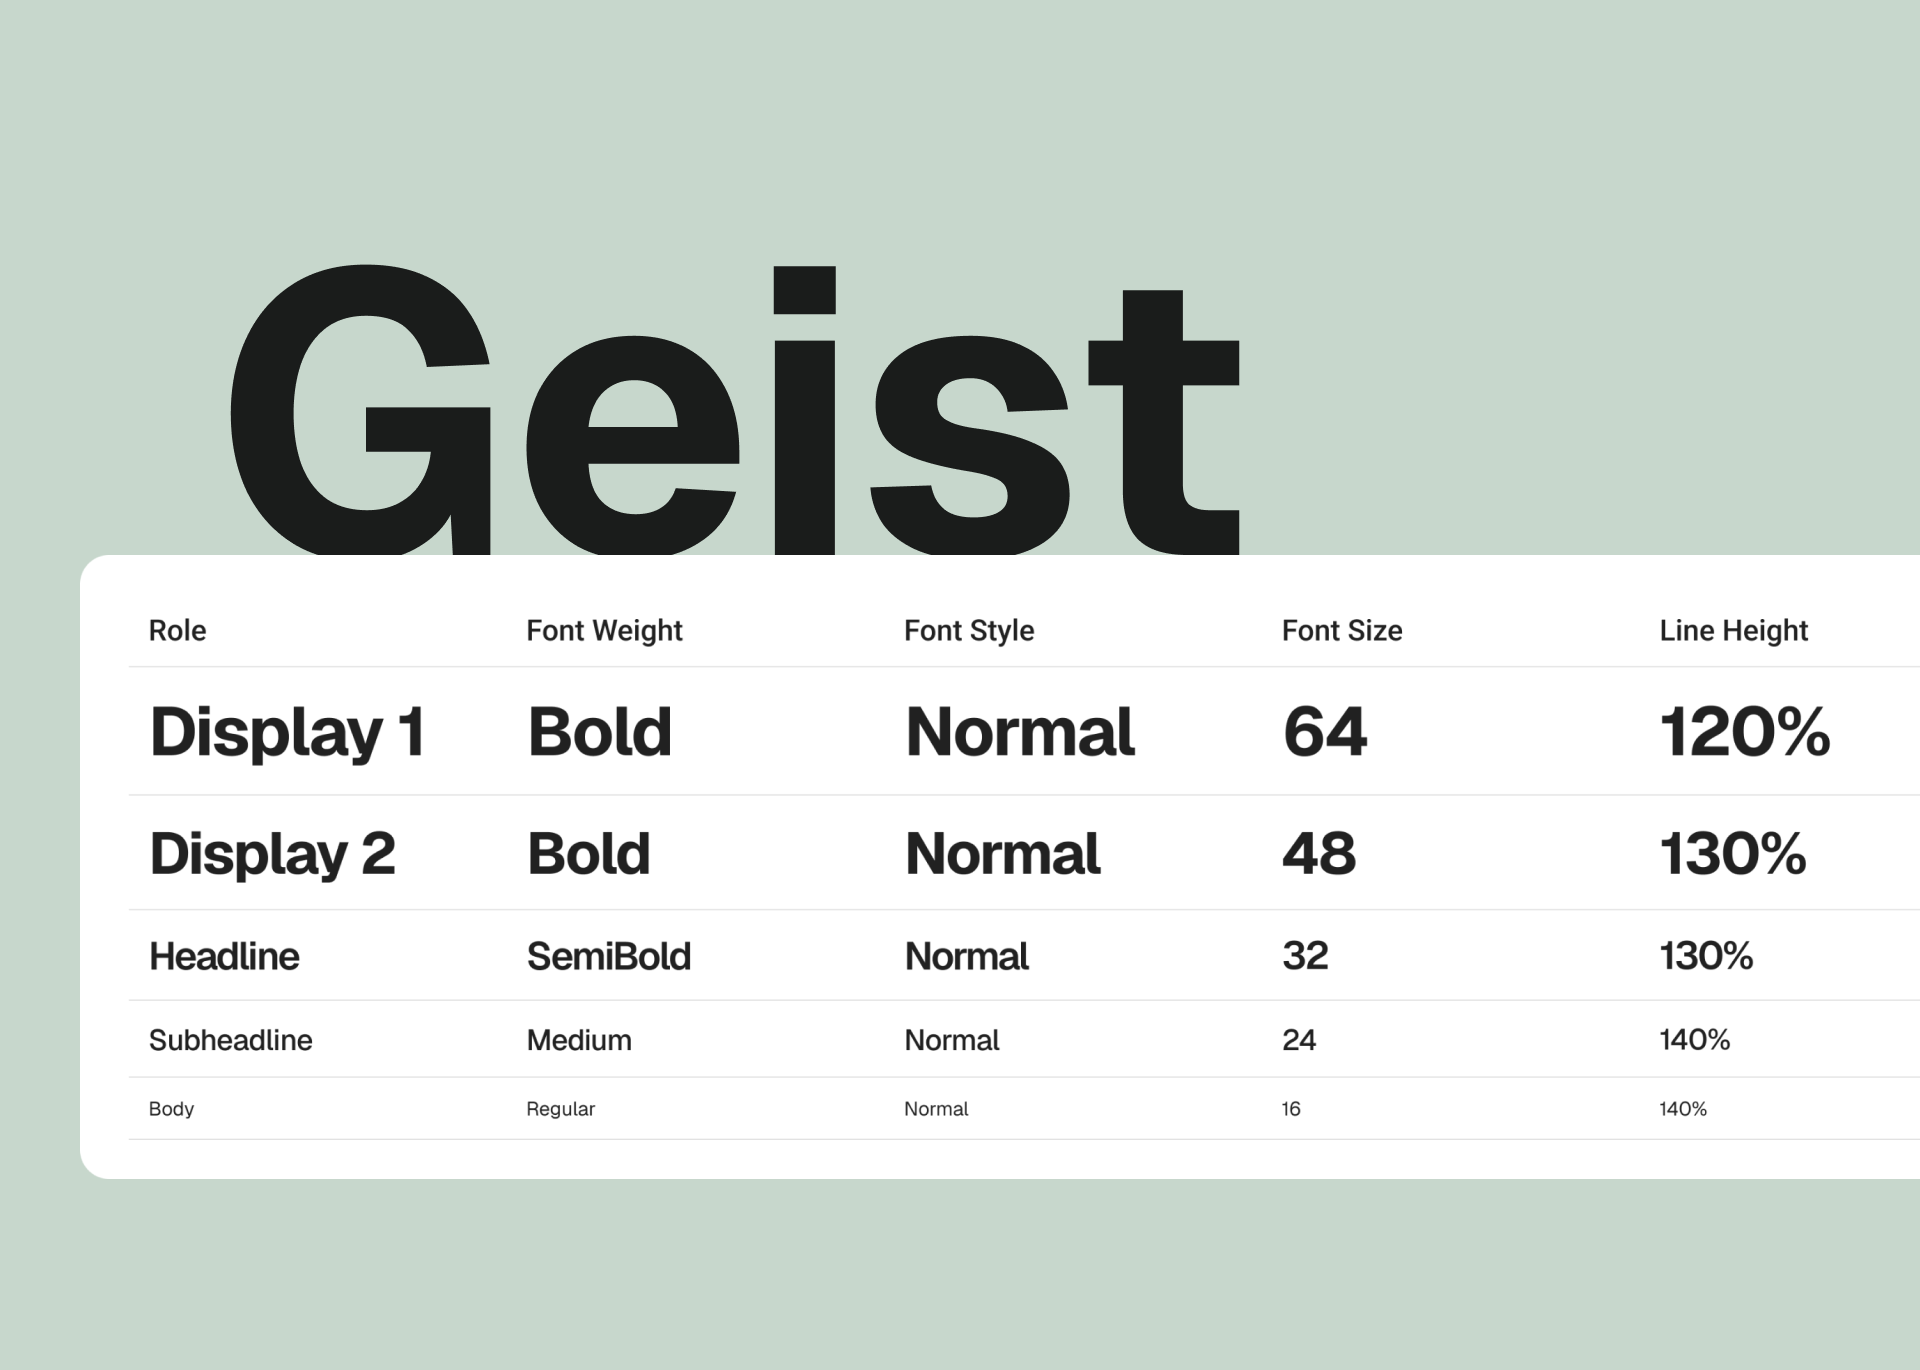 Geist
Role Font Weight Font Style Font Size Line Height
Display 1 Bold Normal 64 120%
Display 2 Bold Normal 48 130%
Headline SemiBold Normal 32 130%
Subheadline Medium Normal 24 140%
Body Regular Normal 16 140%